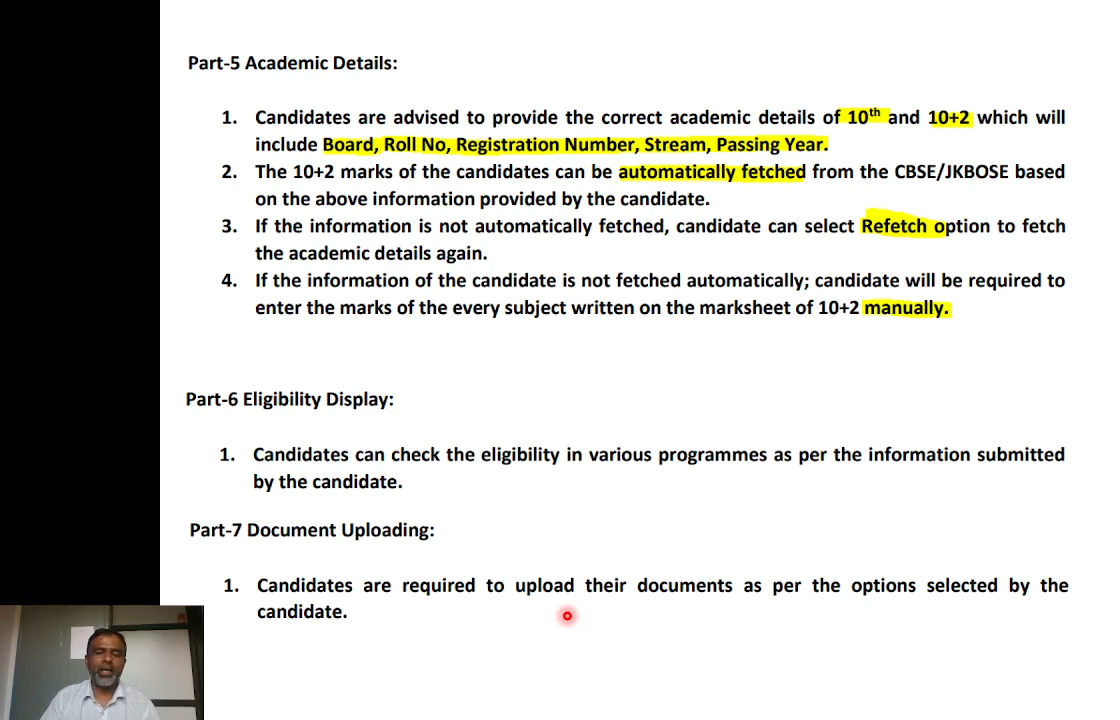 Part-5 Academic Details:
1. Candidates are advised to provide the correct academic details of 10th and 10+2 which will
include Board, Roll No, Registration Number, Stream, Passing Year.
2. The 10+2 marks of the candidates can be automatically fetched from the CBSE/JKBOSE based
on the above information provided by the candidate.
3. If the information is not automatically fetched, candidate can select Refetch option to fetch
the academic details again.
4. If the information of the candidate is not fetched automatically; candidate will be required to
enter the marks of the every subject written on the marksheet of 10+2 manually.
Part-6 Eligibility Display:
1. Candidates can check the eligibility in various programmes as per the information submitted
by the candidate.
Part-7 Document Uploading:
1. Candidates are required to upload their documents as per the options selected by the
candidate.